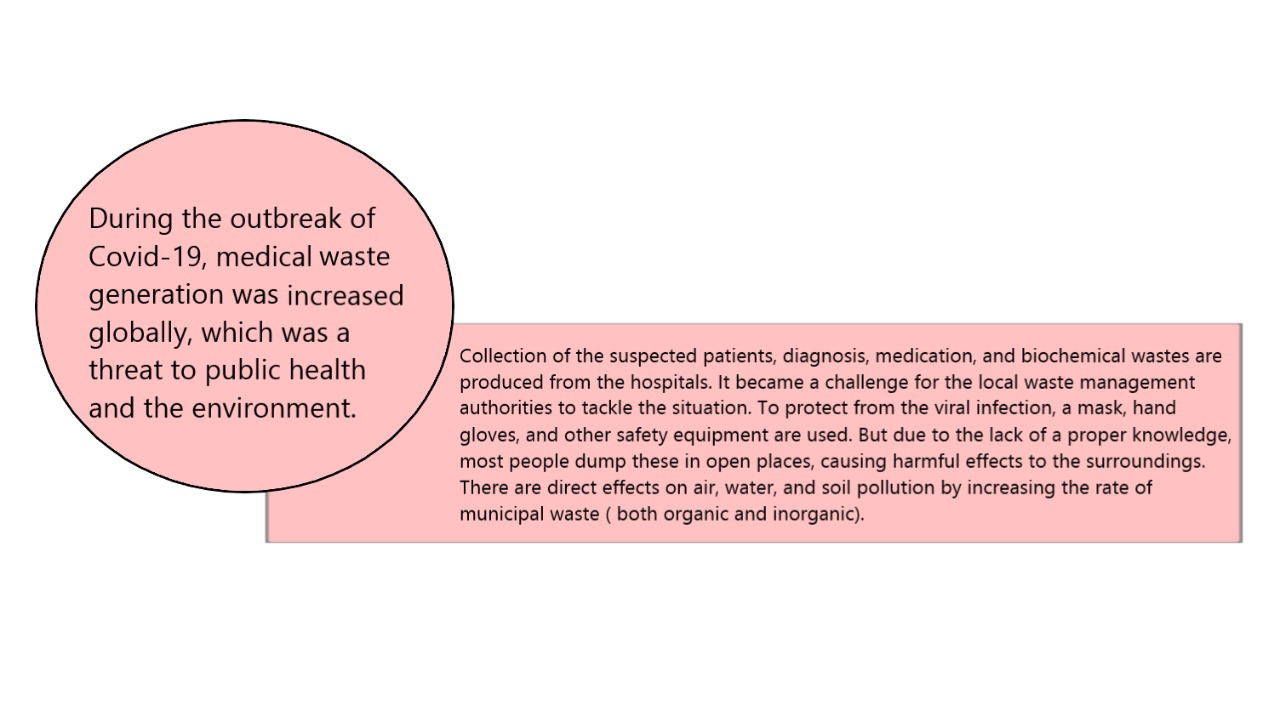 During the outbreak of
Covid-19, medical waste
generation was increased
globally, which was a
threat to public health
and the environment.
Collection of the suspected patients, diagnosis, medication, and biochemical wastes are
produced from the hospitals. It became a challenge for the local waste management
authorities to tackle the situation. To protect from the viral infection, a mask, hand
gloves, and other safety equipment are used. But due to the lack of a proper knowledge,
most people dump these in open places, causing harmful effects to the surroundings.
There are direct effects on air, water, and soil pollution by increasing the rate of
municipal waste ( both organic and inorganic).